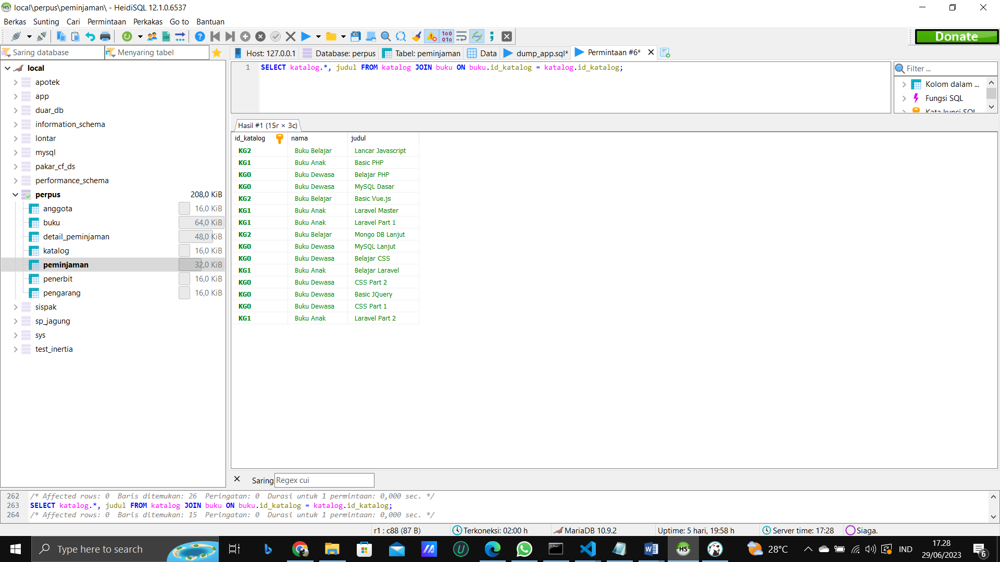 local\perpus\peminjaman\ - HeidiSQL 12.1.0.6537
Berkas Sunting Cari Permintaan Perkakas Go to Bantuan
Donate
Saring database Menyaring tabel
Host: 127.0.0.1 Database: perpus Tabel: peminjaman Data dump_app.sql* Permintaan #6*
local
apotek
app
duar_db
information_schema
lontar
mysql
pakar_cf_ds
performance_schema
perpus 208,0 KiB
anggota 16,0 KiB
buku 64,0 KiB
detail_peminjaman 48,0 KiB
katalog 16,0 KiB
peminjaman 32,0 KiB
penerbit 16,0 KiB
pengarang 16,0 KiB
sispak
sp_jagung
sys
test_inertia
1 SELECT katalog.*, judul FROM katalog JOIN buku ON buku.id_katalog = katalog.id_katalog;
Filter ...
Kolom dalam ...
Fungsi SQL
Kata kunci SQL
Hasil #1 (15r × 3c)
id_katalog nama judul
KG2 Buku Belajar Lancar Javascript
KG1 Buku Anak Basic PHP
KG0 Buku Dewasa Belajar PHP
KG0 Buku Dewasa MySQL Dasar
KG2 Buku Belajar Basic Vue.js
KG1 Buku Anak Laravel Master
KG1 Buku Anak Laravel Part 1
KG2 Buku Belajar Mongo DB Lanjut
KG0 Buku Dewasa MySQL Lanjut
KG0 Buku Dewasa Belajar CSS
KG1 Buku Anak Belajar Laravel
KG0 Buku Dewasa CSS Part 2
KG0 Buku Dewasa Basic JQuery
KG0 Buku Dewasa CSS Part 1
KG1 Buku Anak Laravel Part 2
Saring Regex cui
262 /* Affected rows: 0 Baris ditemukan: 26 Peringatan: 0 Durasi untuk 1 permintaan: 0,000 sec. */
263 SELECT katalog.*, judul FROM katalog JOIN buku ON buku.id_katalog = katalog.id_katalog;
264 /* Affected rows: 0 Baris ditemukan: 15 Peringatan: 0 Durasi untuk 1 permintaan: 0,000 sec. */
r1 : c88 (87 B) Terkoneksi: 02:00 h MariaDB 10.9.2 Uptime: 5 hari, 19:58 h Server time: 17:28 Siaga.
Type here to search
28°C
IND
17.28
29/06/2023
6